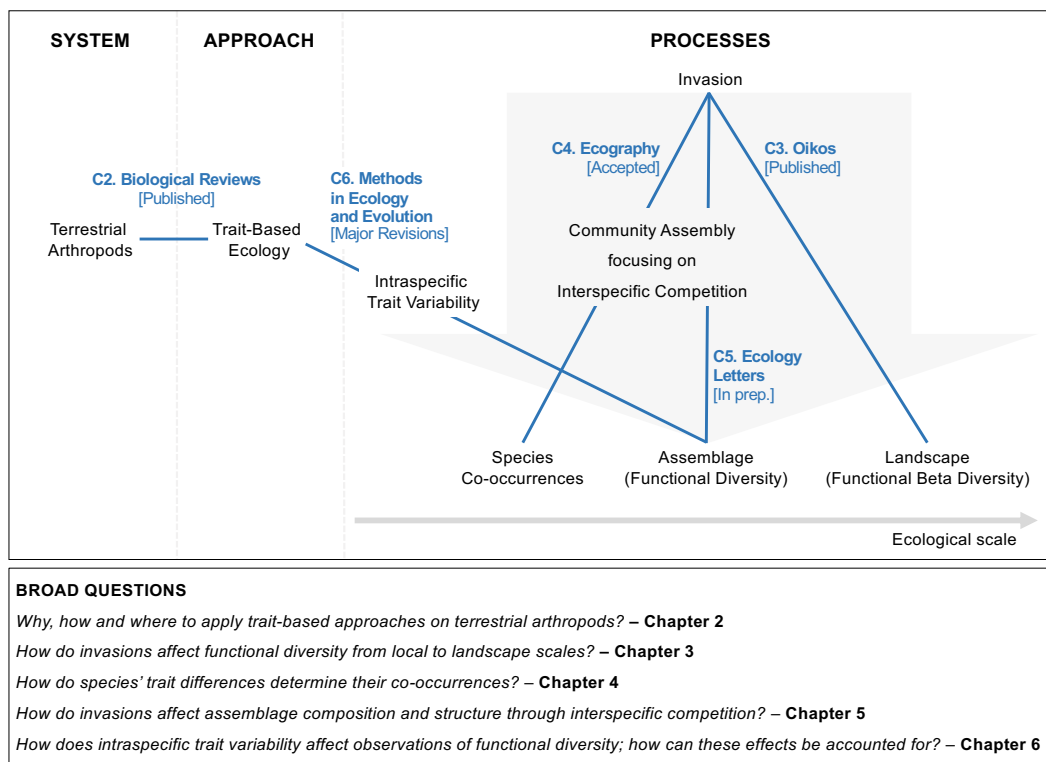 SYSTEM
APPROACH
PROCESSES
Invasion
C4. Ecography
[Accepted]
C3. Oikos
[Published]
C2. Biological Reviews
[Published]
C6. Methods
in Ecology
and Evolution
[Major Revisions]
Terrestrial
Arthropods
Trait-Based
Ecology
Community Assembly
focusing on
Interspecific Competition
Intraspecific
Trait Variability
C5. Ecology
Letters
[In prep.]
Species
Co-occurrences
Assemblage
(Functional Diversity)
Landscape
(Functional Beta Diversity)
Ecological scale
BROAD QUESTIONS
Why, how and where to apply trait-based approaches on terrestrial arthropods? – Chapter 2
How do invasions affect functional diversity from local to landscape scales? – Chapter 3
How do species’ trait differences determine their co-occurrences? – Chapter 4
How do invasions affect assemblage composition and structure through interspecific competition? – Chapter 5
How does intraspecific trait variability affect observations of functional diversity; how can these effects be accounted for? – Chapter 6